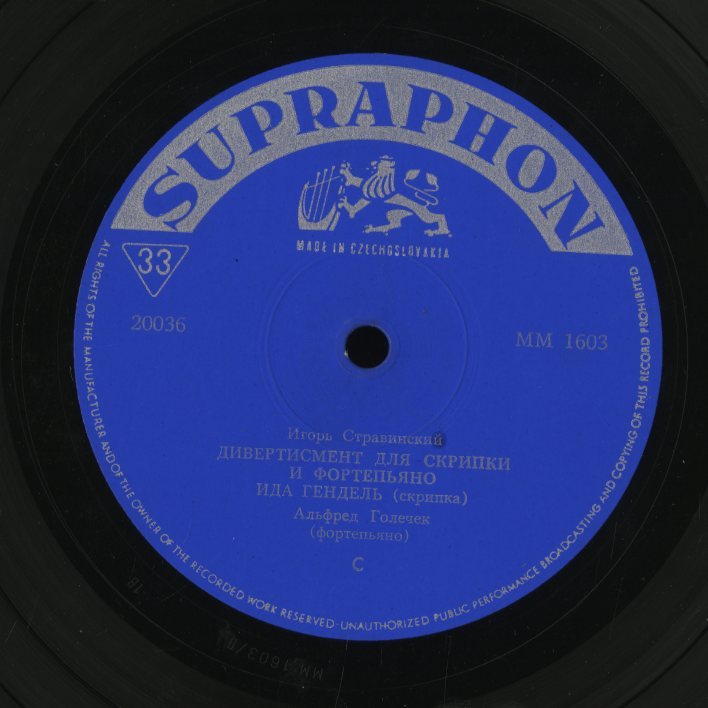 SUPRAPHON
MADE IN CZECHOSLOVAKIA
33
20036
MM 1603
Игорь Стравинский
ДИВЕРТИСМЕНТ ДЛЯ СКРИПКИ
И ФОРТЕПЬЯНО
ИДА ГЕНДЕЛЬ (скрипка)
Альфред Голечек
(фортепьяно)
C
ALL RIGHTS OF THE MANUFACTURER AND OF THE OWNER OF THE RECORDED WORK RESERVED · UNAUTHORIZED PUBLIC PERFORMANCE BROADCASTING AND COPYING OF THIS RECORD PROHIBITED